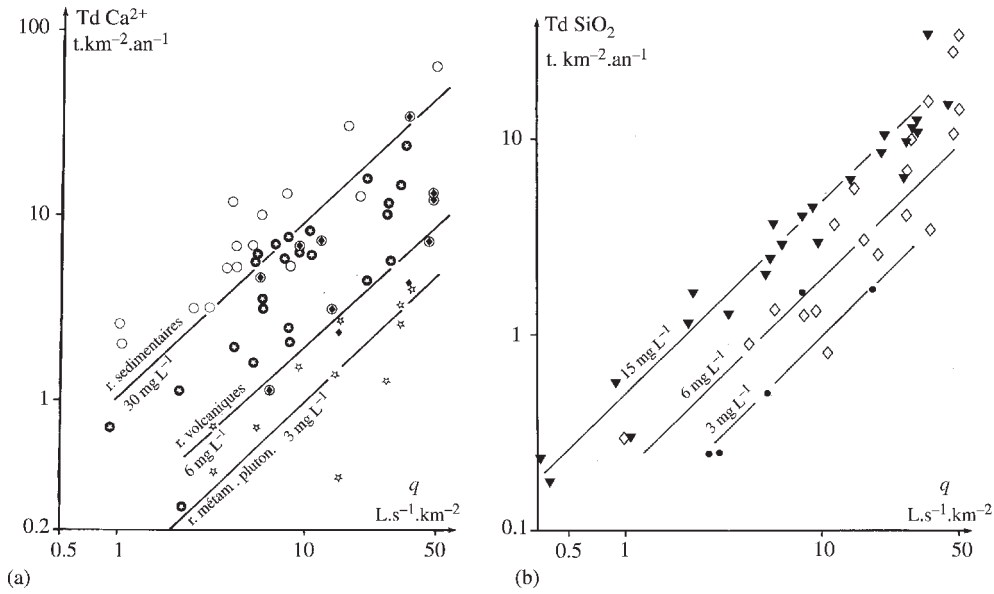 Td Ca²⁺
t.km⁻².an⁻¹
100
10
1
0.2
r. sedimentaires
30 mg L⁻¹
r. volcaniques
6 mg L⁻¹
r. métam. pluton. 3 mg L⁻¹
q
L.s⁻¹.km⁻²
0.5 1 10 50
(a)
Td SiO₂
t. km⁻².an⁻¹
10
1
0.1
15 mg L⁻¹
6 mg L⁻¹
3 mg L⁻¹
q
L.s⁻¹.km⁻²
0.5 1 10 50
(b)